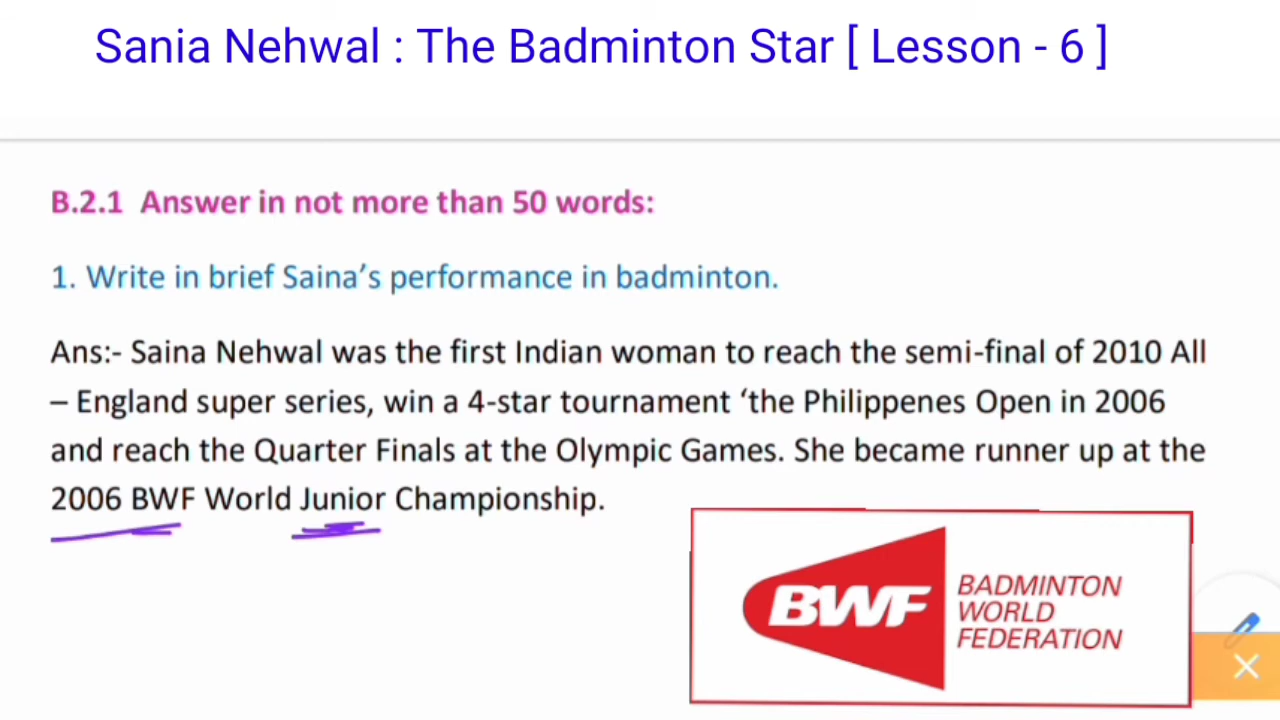 Sania Nehwal : The Badminton Star [ Lesson - 6 ]
B.2.1 Answer in not more than 50 words:
1. Write in brief Saina’s performance in badminton.
Ans:- Saina Nehwal was the first Indian woman to reach the semi-final of 2010 All
– England super series, win a 4-star tournament ‘the Philippenes Open in 2006
and reach the Quarter Finals at the Olympic Games. She became runner up at the
2006 BWF World Junior Championship.
BWF
BADMINTON
WORLD
FEDERATION